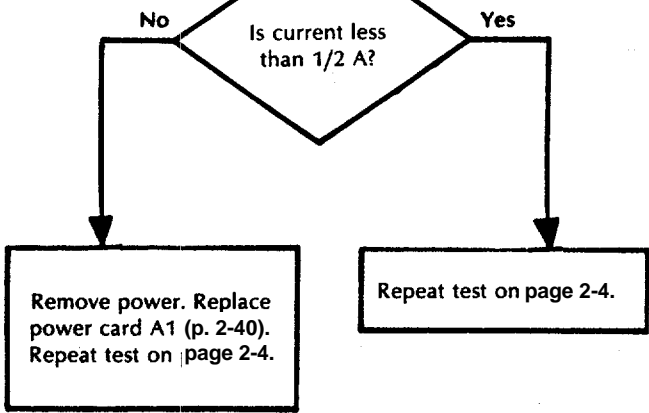 No
Is current less
than 1/2 A?
Yes
Remove power. Replace
power card A1 (p. 2-40).
Repeat test on page 2-4.
Repeat test on page 2-4.